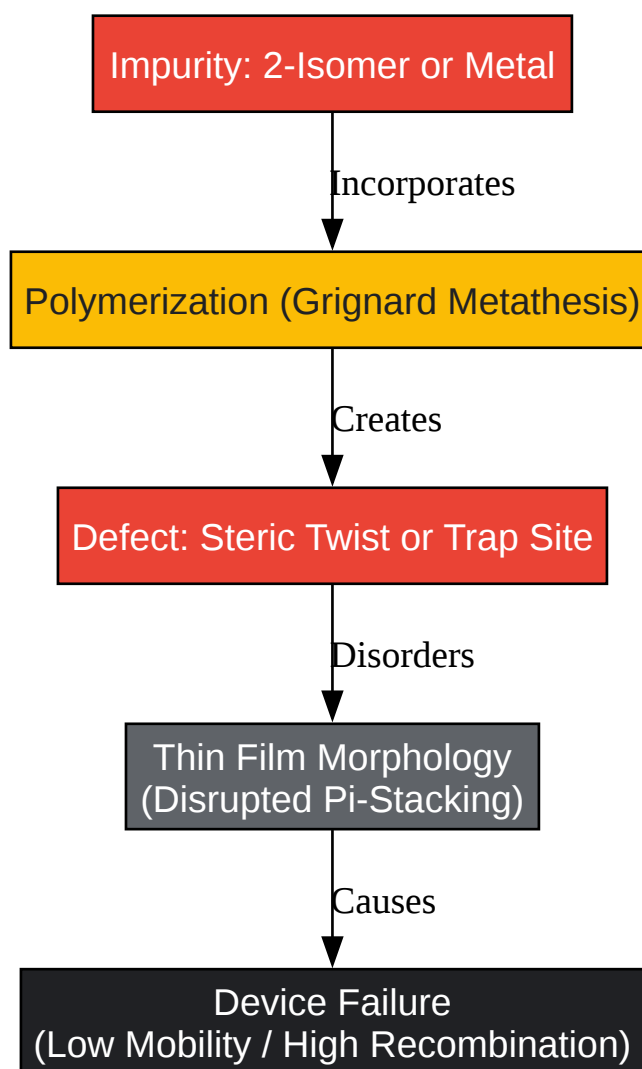 Impurity: 2-Isomer or Metal
Incorporates
Polymerization (Grignard Metathesis)
Creates
Defect: Steric Twist or Trap Site
Disorders
Thin Film Morphology
(Disrupted Pi-Stacking)
Causes
Device Failure
(Low Mobility / High Recombination)